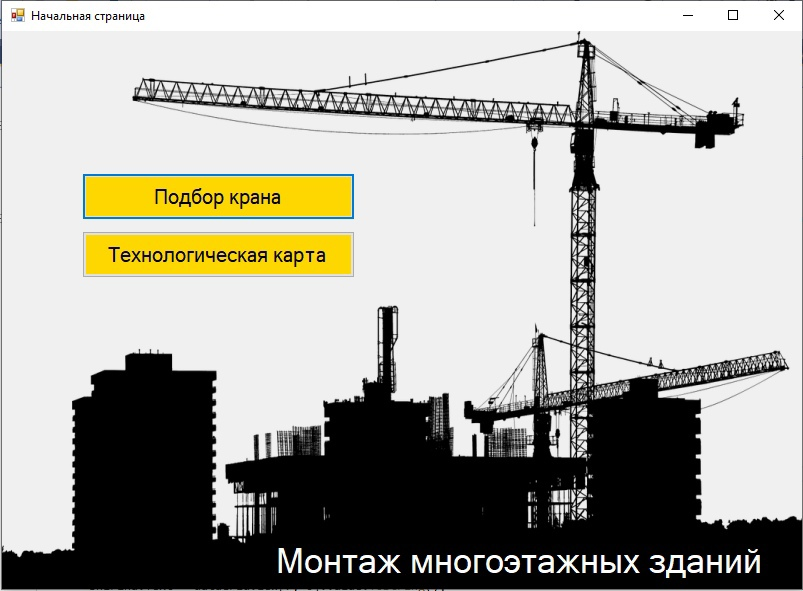 Начальная страница
Подбор крана
Технологическая карта
Монтаж многоэтажных зданий